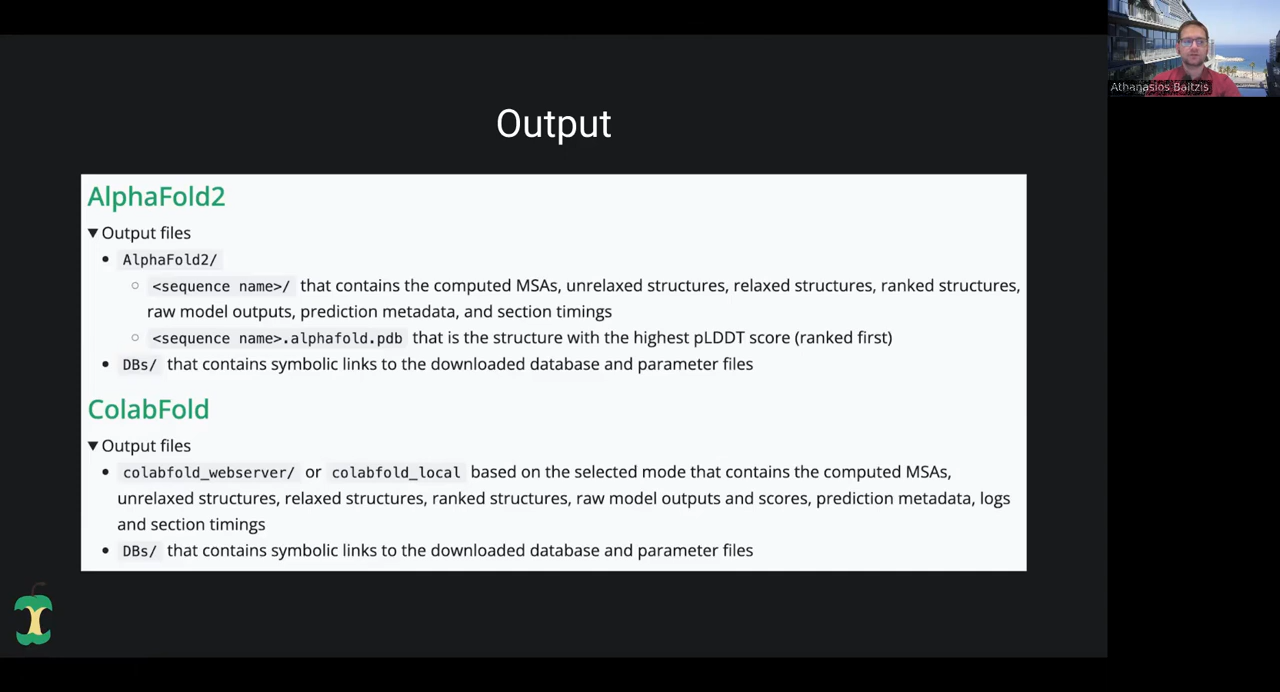 Athanasios Baltzis
Output
AlphaFold2
▼ Output files
• AlphaFold2/
◦ <sequence name>/ that contains the computed MSAs, unrelaxed structures, relaxed structures, ranked structures,
raw model outputs, prediction metadata, and section timings
◦ <sequence name>.alphafold.pdb that is the structure with the highest pLDDT score (ranked first)
• DBs/ that contains symbolic links to the downloaded database and parameter files
ColabFold
▼ Output files
• colabfold_webserver/ or colabfold_local based on the selected mode that contains the computed MSAs,
unrelaxed structures, relaxed structures, ranked structures, raw model outputs and scores, prediction metadata, logs
and section timings
• DBs/ that contains symbolic links to the downloaded database and parameter files